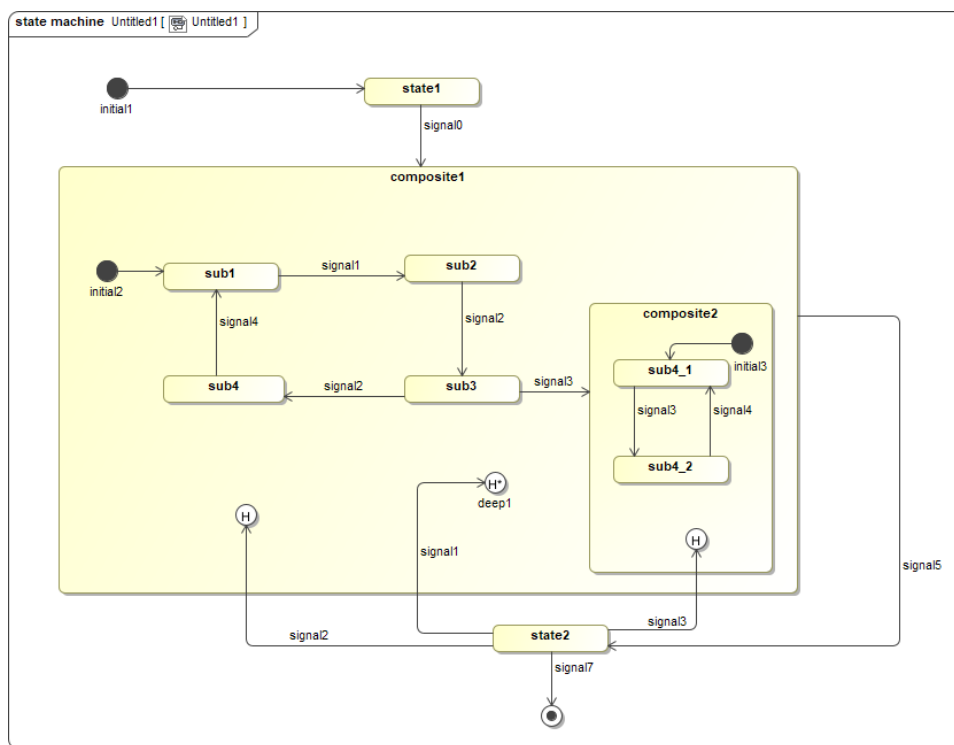 state machine Untitled1 [ Untitled1 ]
initial1
state1
signal0
composite1
initial2
sub1
signal1
sub2
signal2
signal4
sub4
signal2
sub3
signal3
composite2
initial3
sub4_1
signal3
signal4
sub4_2
H*
deep1
H
H
signal1
signal5
signal2
state2
signal3
signal7